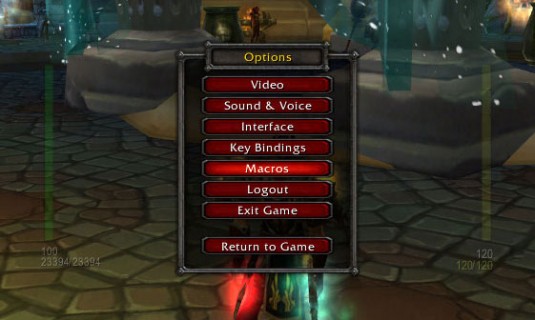 Options
Video
Sound & Voice
Interface
Key Bindings
Macros
Logout
Exit Game
Return to Game
100
23394/23394
120
120/120